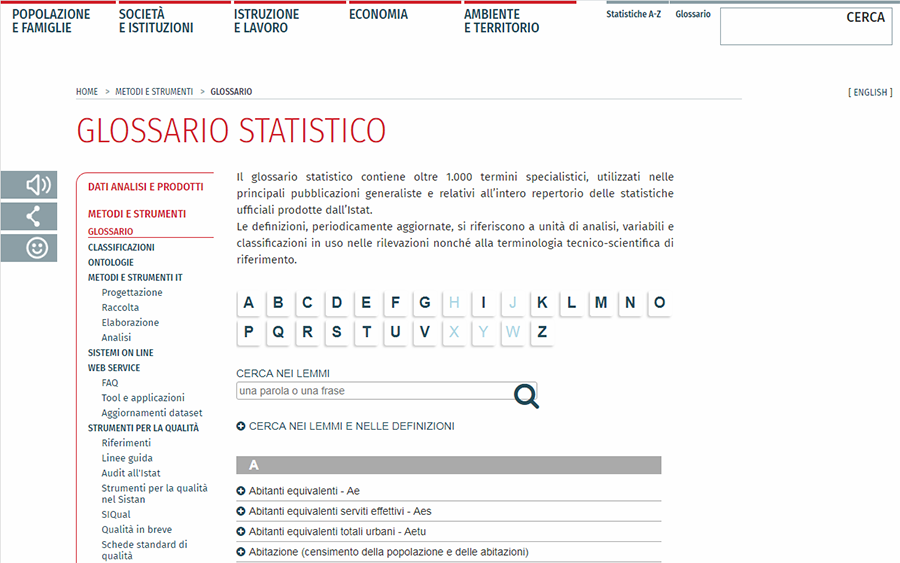 POPOLAZIONE
E FAMIGLIE
SOCIETÀ
E ISTITUZIONI
ISTRUZIONE
E LAVORO
ECONOMIA
AMBIENTE
E TERRITORIO
Statistiche A-Z
Glossario
CERCA
HOME > METODI E STRUMENTI > GLOSSARIO
[ ENGLISH ]
GLOSSARIO STATISTICO
DATI ANALISI E PRODOTTI
METODI E STRUMENTI
GLOSSARIO
CLASSIFICAZIONI
ONTOLOGIE
METODI E STRUMENTI IT
Progettazione
Raccolta
Elaborazione
Analisi
SISTEMI ON LINE
WEB SERVICE
FAQ
Tool e applicazioni
Aggiornamenti dataset
STRUMENTI PER LA QUALITÀ
Riferimenti
Linee guida
Audit all'Istat
Strumenti per la qualità
nel Sistan
SIQual
Qualità in breve
Schede standard di
qualità
Il glossario statistico contiene oltre 1.000 termini specialistici, utilizzati nelle
principali pubblicazioni generaliste e relativi all'intero repertorio delle statistiche
ufficiali prodotte dall'Istat.
Le definizioni, periodicamente aggiornate, si riferiscono a unità di analisi, variabili e
classificazioni in uso nelle rilevazioni nonché alla terminologia tecnico-scientifica di
riferimento.
A B C D E F G H I J K L M N O
P Q R S T U V X Y W Z
CERCA NEI LEMMI
una parola o una frase
CERCA NEI LEMMI E NELLE DEFINIZIONI
A
Abitanti equivalenti - Ae
Abitanti equivalenti serviti effettivi - Aes
Abitanti equivalenti totali urbani - Aetu
Abitazione (censimento della popolazione e delle abitazioni)